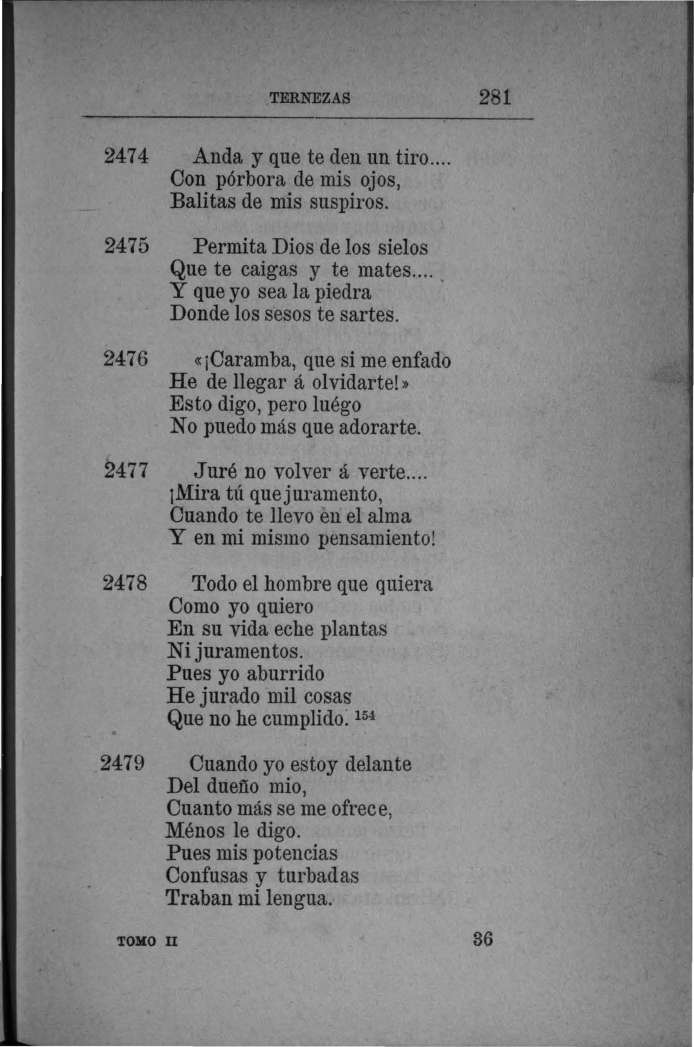 TERNEZAS 281
2474 Anda y que te den un tiro....
Con pórbora de mis ojos,
Balitas de mis suspiros.
2475 Permita Dios de los sielos
Que te caigas y te mates....
Y que yo sea la piedra
Donde los sesos te sartes.
2476 «¡Caramba, que si me enfado
He de llegar á olvidarte!»
Esto digo, pero luégo
No puedo más que adorarte.
2477 Juré no volver á verte....
¡Mira tú que juramento,
Cuando te llevo en el alma
Y en mi mismo pensamiento!
2478 Todo el hombre que quiera
Como yo quiero
En su vida eche plantas
Ni juramentos.
Pues yo aburrido
He jurado mil cosas
Que no he cumplido. 154
2479 Cuando yo estoy delante
Del dueño mio,
Cuanto más se me ofrece,
Ménos le digo.
Pues mis potencias
Confusas y turbadas
Traban mi lengua.
TOMO II 36